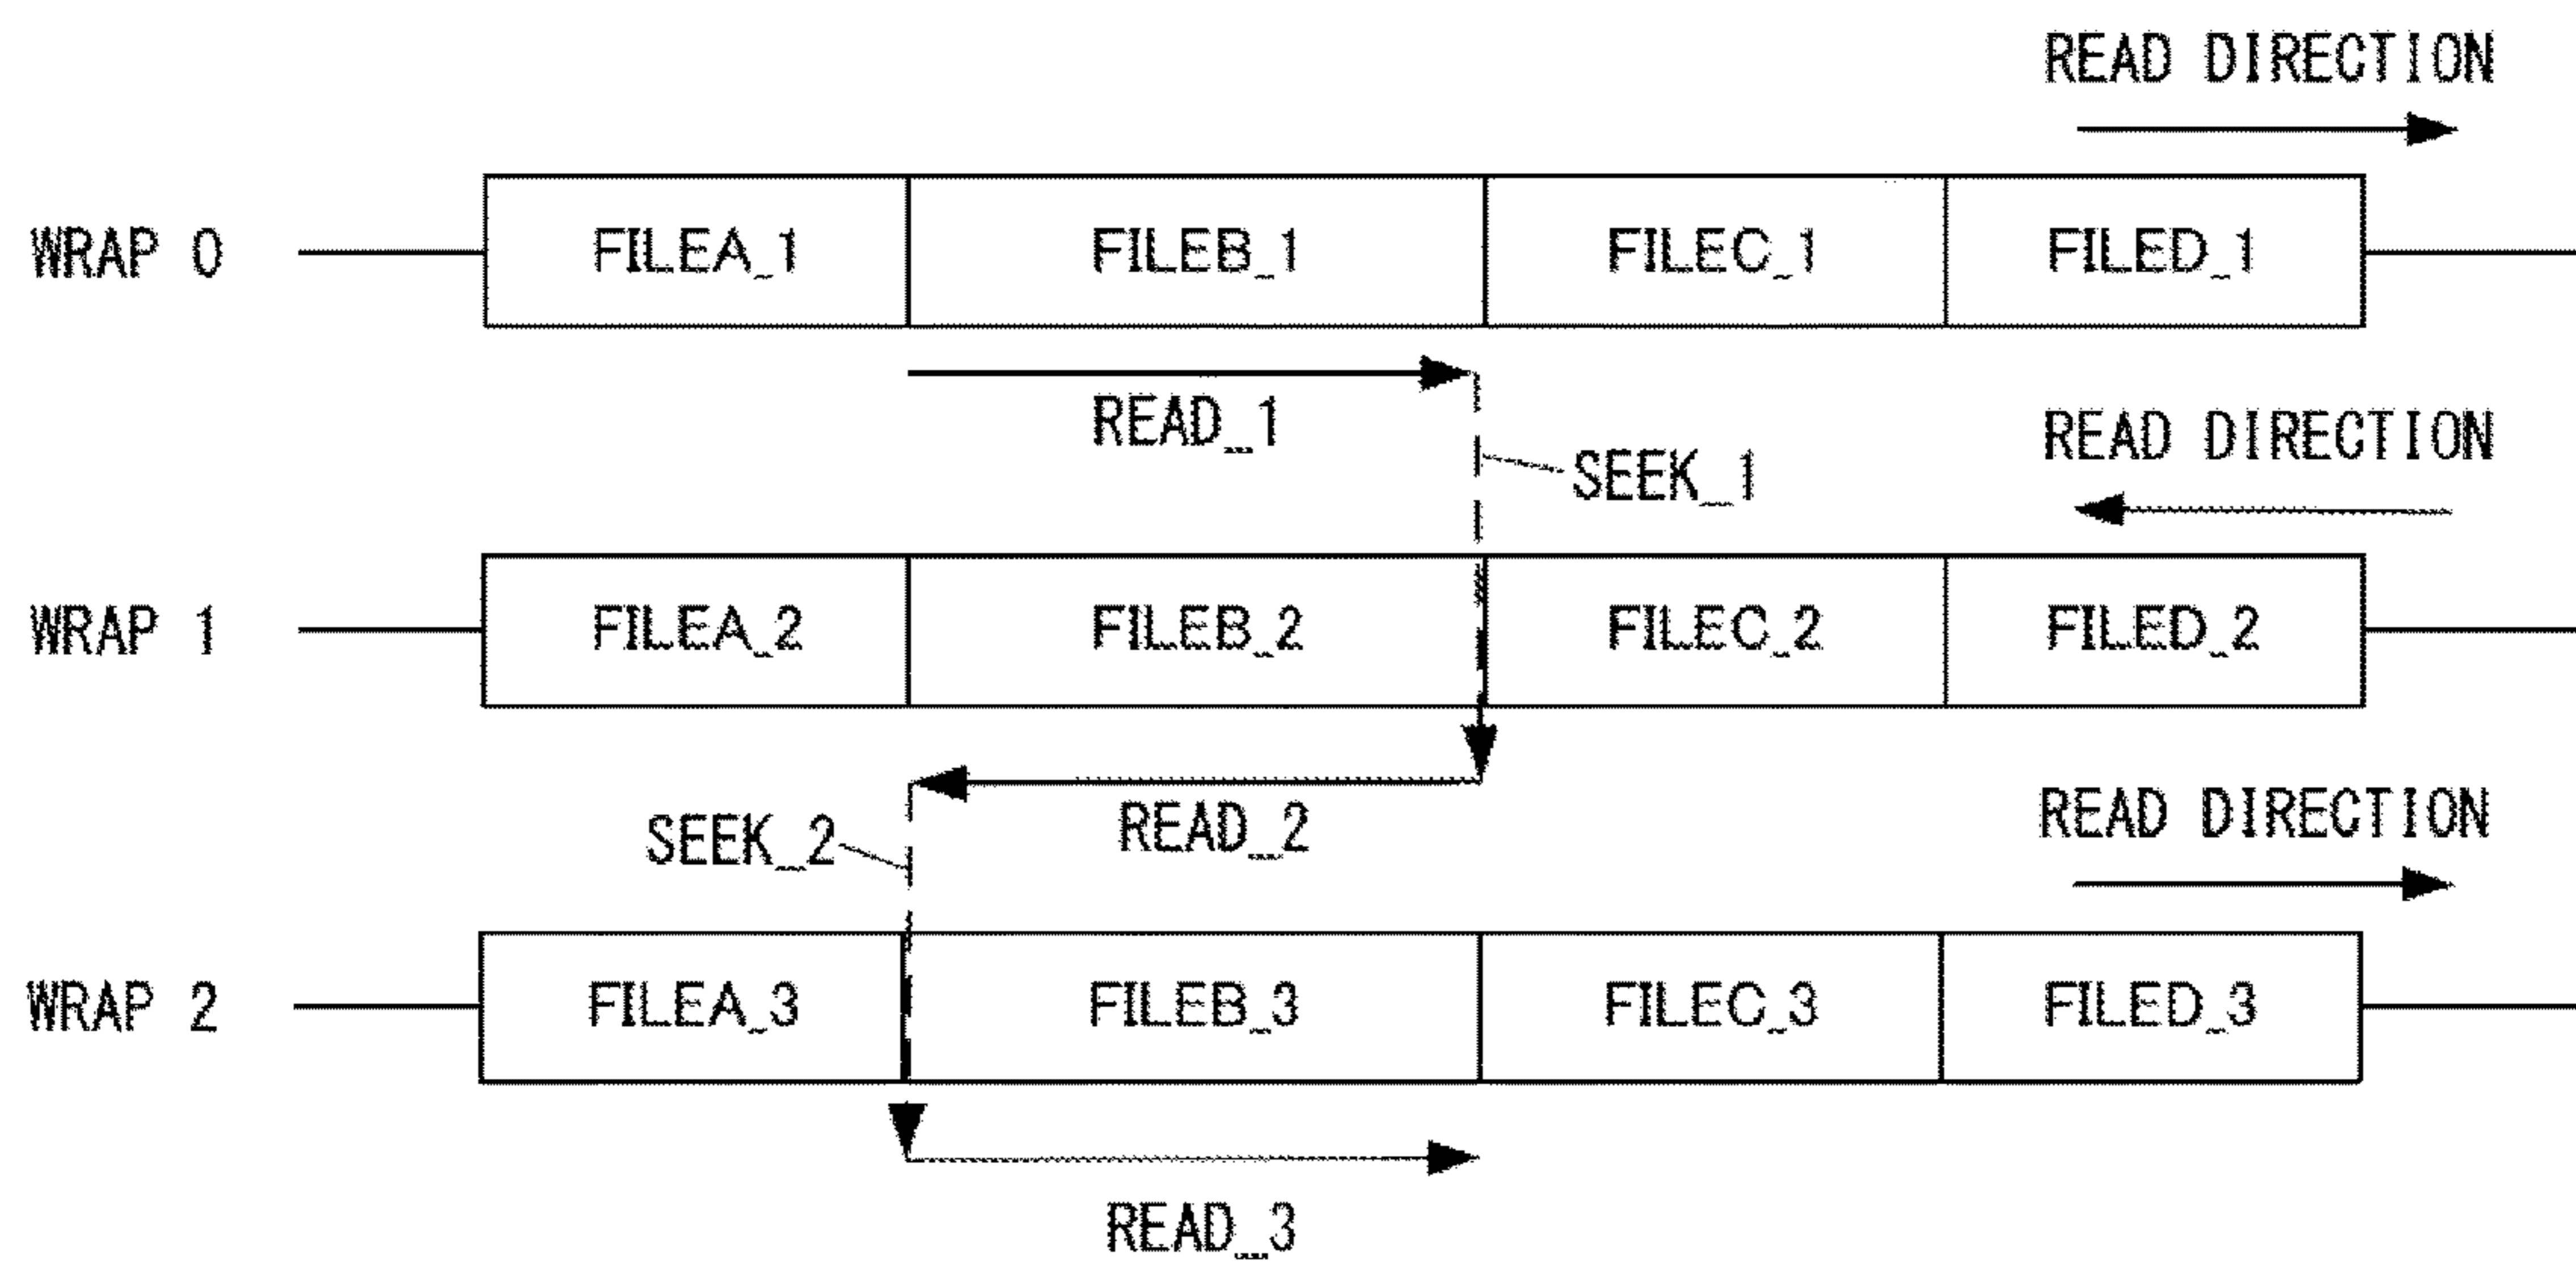 READ DIRECTION
WRAP 0 FILEA_1 FILEB_1 FILEC_1 FILED_1
READ_1
READ DIRECTION
SEEK_1
WRAP 1 FILEA_2 FILEB_2 FILEC_2 FILED_2
READ_2
SEEK_2
READ DIRECTION
WRAP 2 FILEA_3 FILEB_3 FILEC_3 FILED_3
READ_3